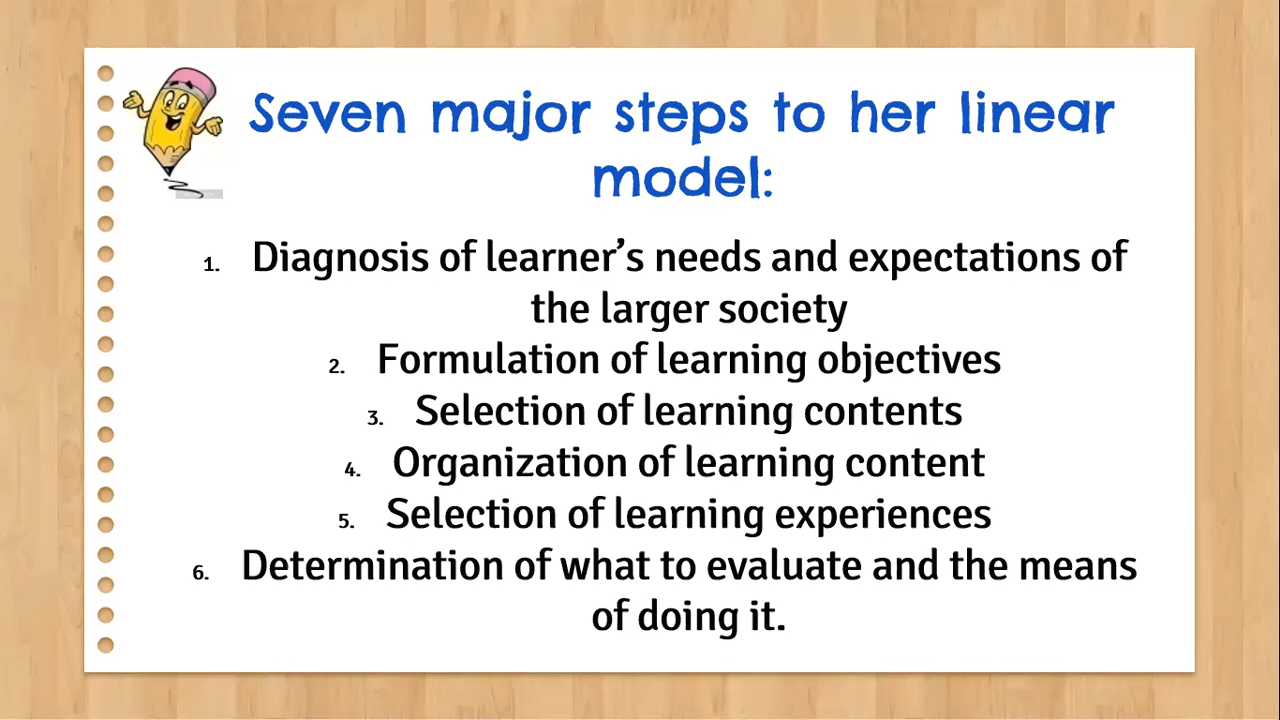 Seven major steps to her linear
model:
1. Diagnosis of learner’s needs and expectations of
the larger society
2. Formulation of learning objectives
3. Selection of learning contents
4. Organization of learning content
5. Selection of learning experiences
6. Determination of what to evaluate and the means
of doing it.